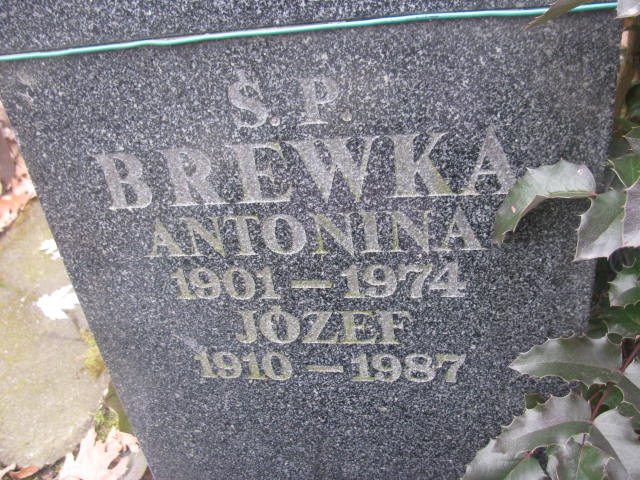 Ś.P.
BREWKA
ANTONINA
1901–1974
JÓZEF
1910–1987